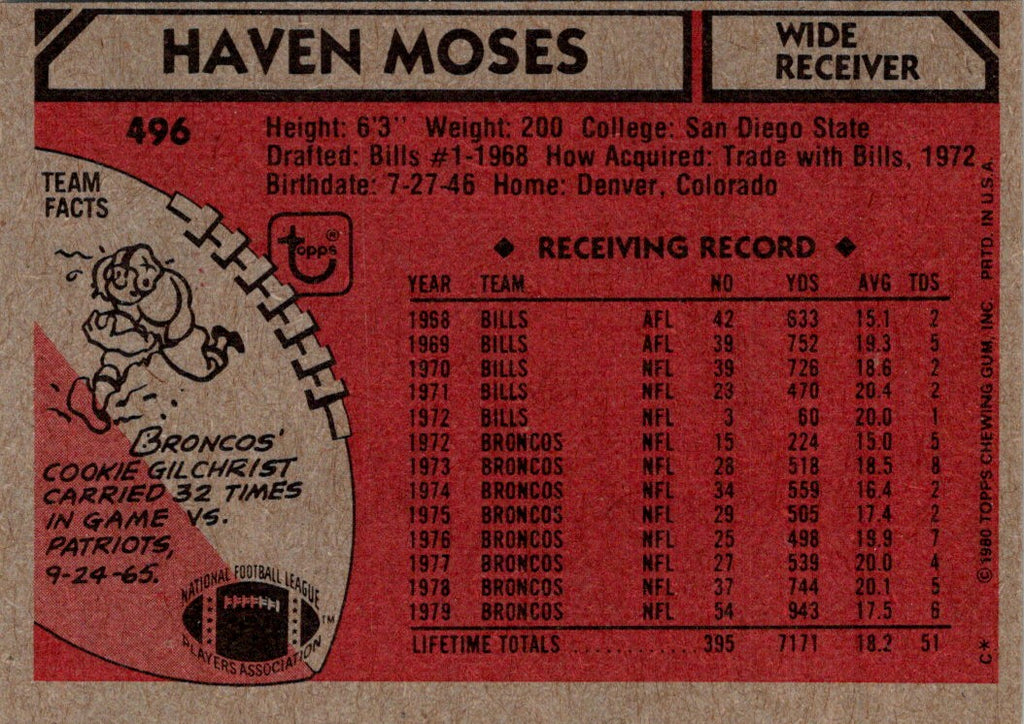 HAVEN MOSES
WIDE
RECEIVER
496
Height: 6'3" Weight: 200 College: San Diego State
Drafted: Bills #1-1968 How Acquired: Trade with Bills, 1972
Birthdate: 7-27-46 Home: Denver, Colorado
TEAM
FACTS
topps®
◆ RECEIVING RECORD ◆
YEAR TEAM NO YDS AVG TDS
1968 BILLS AFL 42 633 15.1 2
1969 BILLS AFL 39 752 19.3 5
1970 BILLS NFL 39 726 18.6 2
1971 BILLS NFL 23 470 20.4 2
1972 BILLS NFL 3 60 20.0 1
1972 BRONCOS NFL 15 224 15.0 5
1973 BRONCOS NFL 28 518 18.5 8
1974 BRONCOS NFL 34 559 16.4 2
1975 BRONCOS NFL 29 505 17.4 2
1976 BRONCOS NFL 25 498 19.9 7
1977 BRONCOS NFL 27 539 20.0 4
1978 BRONCOS NFL 37 744 20.1 5
1979 BRONCOS NFL 54 943 17.5 6
LIFETIME TOTALS ............ 395 7171 18.2 51
BRONCOS'
COOKIE GILCHRIST
CARRIED 32 TIMES
IN GAME VS.
PATRIOTS,
9-24-65.
NATIONAL FOOTBALL LEAGUE
PLAYERS ASSOCIATION
TM
C* © 1980 TOPPS CHEWING GUM, INC PRTD. IN U.S.A.